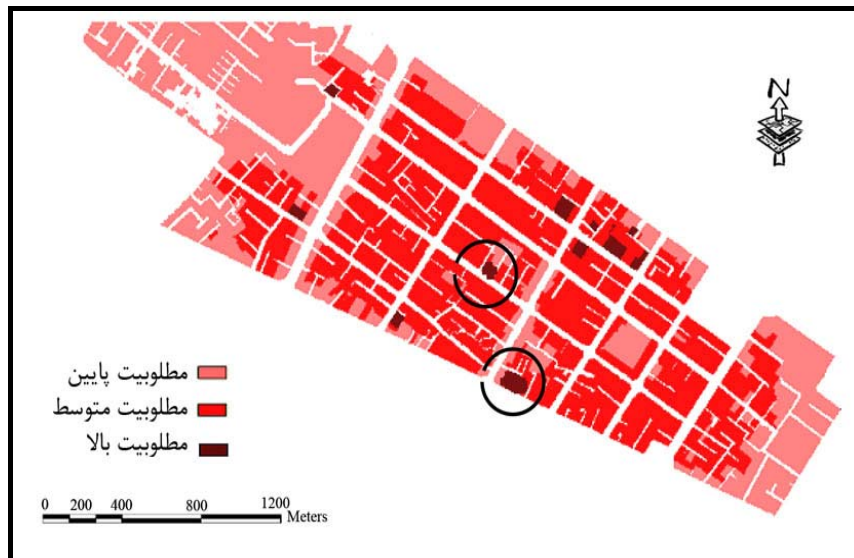 N
مطلوبیت پایین
مطلوبیت متوسط
مطلوبیت بالا
0 200 400 800 1200
Meters